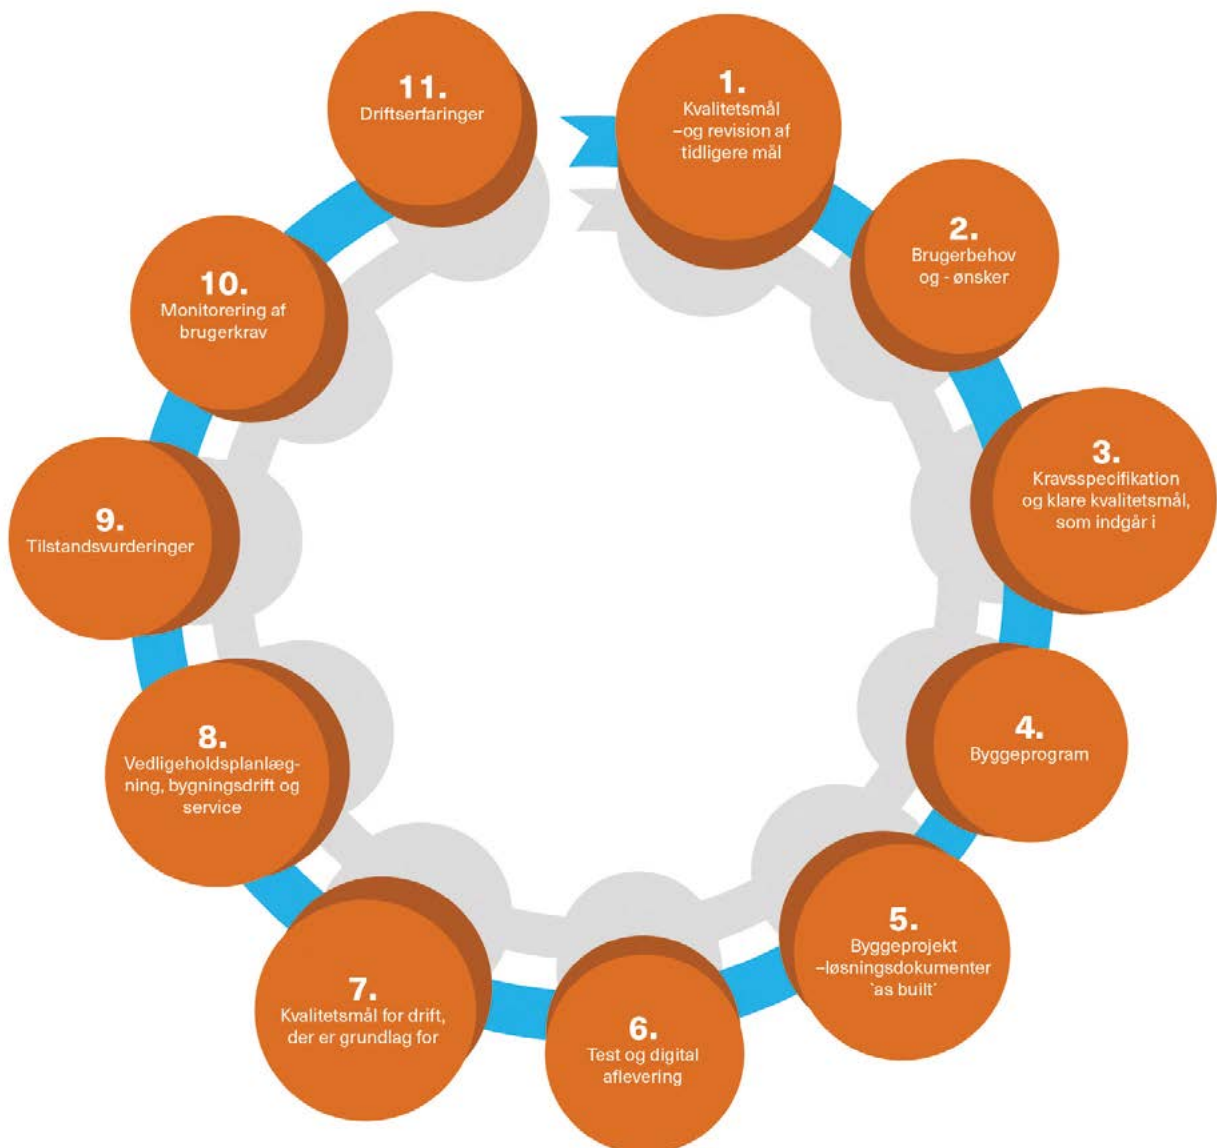 1.
Kvalitetsmål
–og revision af
tidligere mål
2.
Brugerbehov
og - ønsker
3.
Kravsspecifikation
og klare kvalitetsmål,
som indgår i
4.
Byggeprogram
5.
Byggeprojekt
–løsningsdokumenter
`as built´
6.
Test og digital
aflevering
7.
Kvalitetsmål for drift,
der er grundlag for
8.
Vedligeholdsplanlæg-
ning, bygningsdrift og
service
9.
Tilstandsvurderinger
10.
Monitorering af
brugerkrav
11.
Driftserfaringer